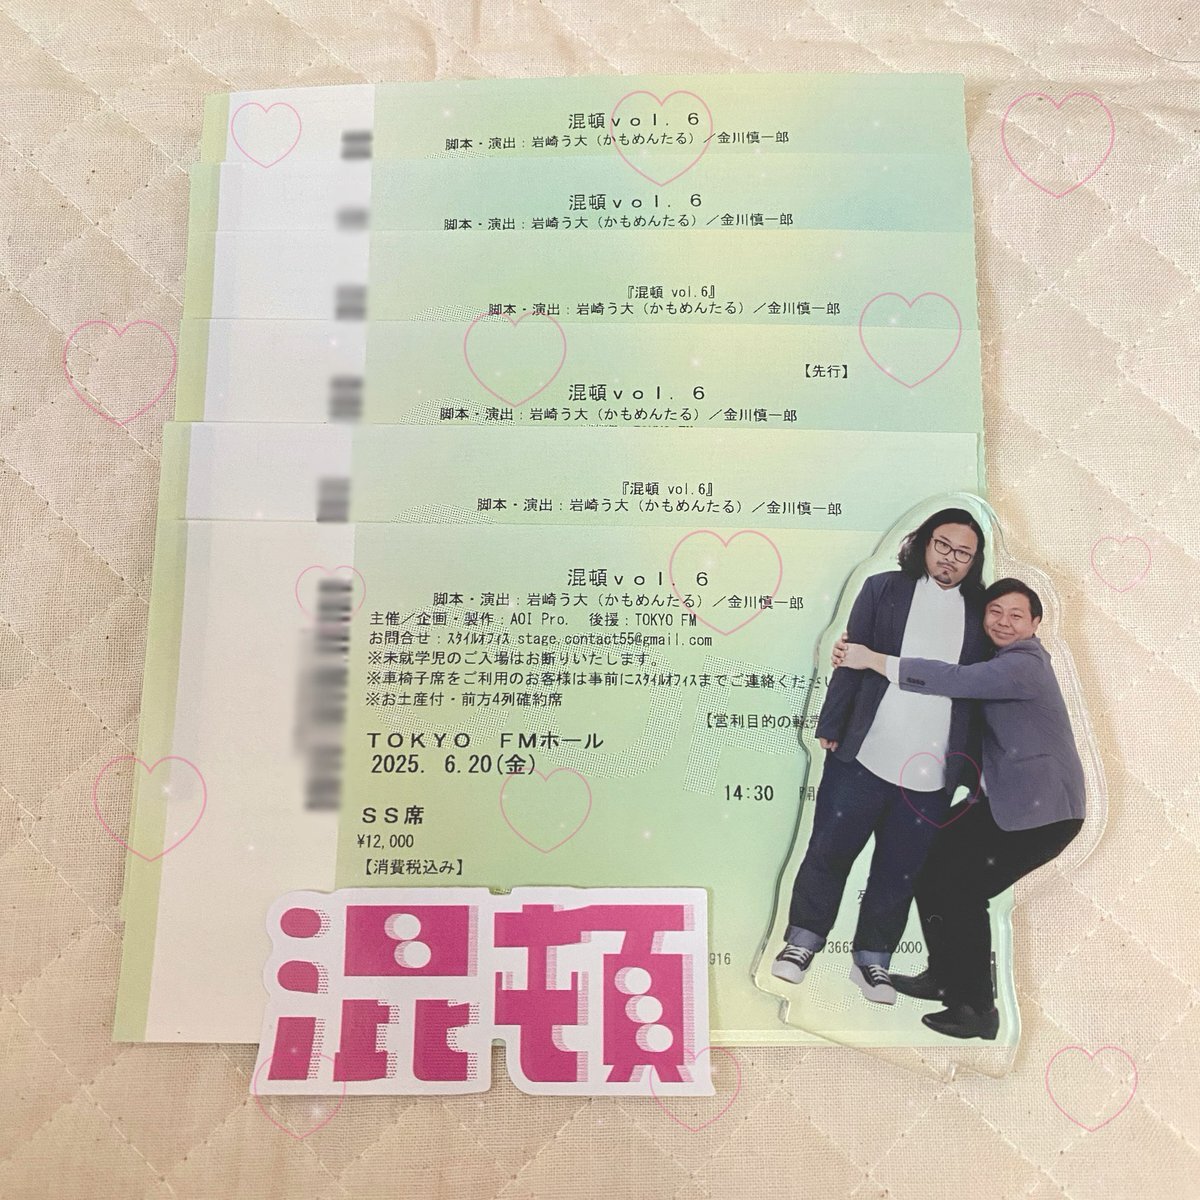 混頓ｖｏｌ．６
脚本・演出：岩崎う大（かもめんたる）／金川慎一郎
混頓ｖｏｌ．６
脚本・演出：岩崎う大（かもめんたる）／金川慎一郎
『混頓 vol.6』
脚本・演出：岩崎う大（かもめんたる）／金川慎一郎
【先行】
混頓ｖｏｌ．６
脚本・演出：岩崎う大（かもめんたる）／金川慎一郎
『混頓 vol.6』
脚本・演出：岩崎う大（かもめんたる）／金川慎一郎
混頓ｖｏｌ．６
脚本・演出：岩崎う大（かもめんたる）／金川慎一郎
主催／企画・製作：AOI Pro.　後援：TOKYO FM
お問合せ：ｽﾀｲﾙｵﾌｨｽ stage.contact55@gmail.com
※未就学児のご入場はお断りいたします。
※車椅子席をご利用のお客様は事前にｽﾀｲﾙｵﾌｨｽまでご連絡くださ
※お土産付・前方4列確約席
【営利目的の転売
ＴＯＫＹＯ　ＦＭホール
2025. 6.20(金)
14:30 開
ＳＳ席
¥12,000
【消費税込み】
916
混頓